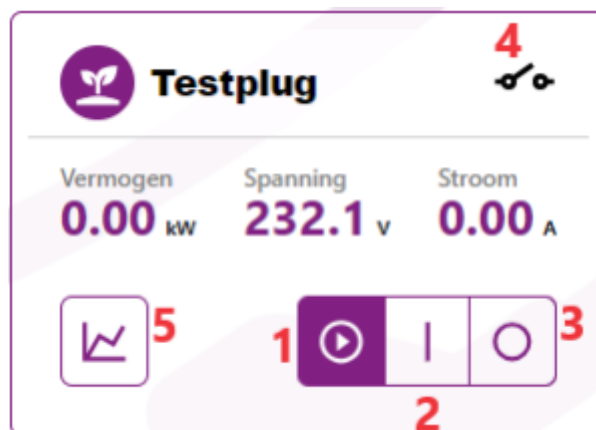 4
Testplug
Vermogen Spanning Stroom
0.00 kW 232.1 V 0.00 A
5 1 3
2